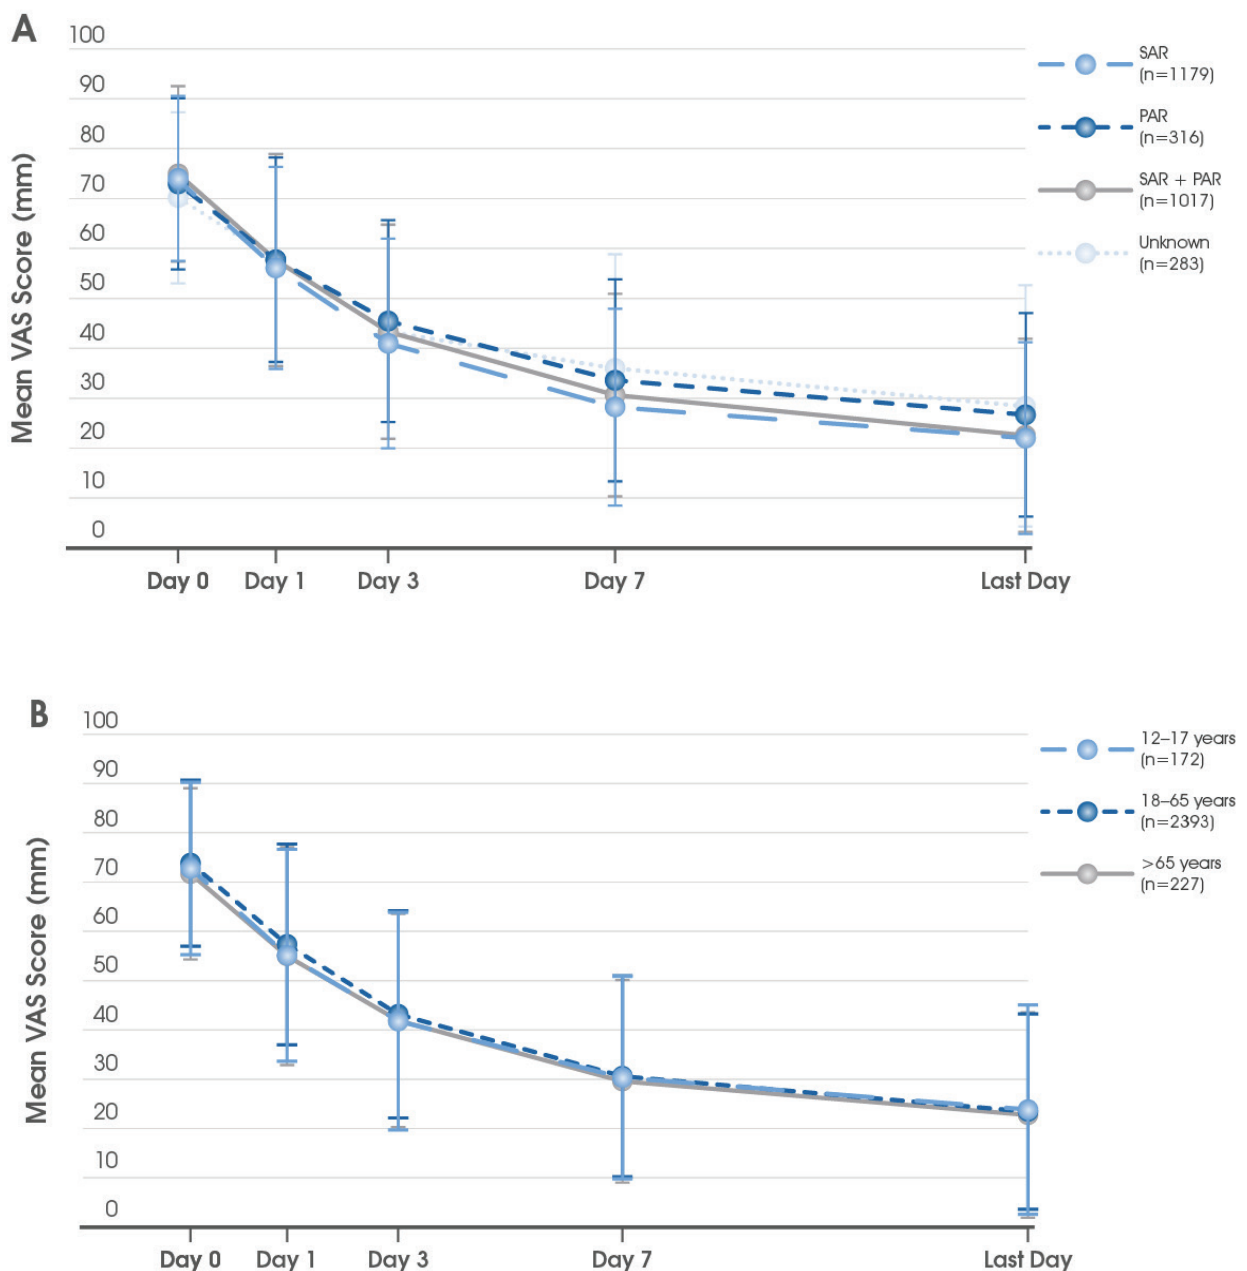 A
Mean VAS Score (mm)
100
90
80
70
60
50
40
30
20
10
0
Day 0 Day 1 Day 3 Day 7 Last Day
SAR
(n=1179)
PAR
(n=316)
SAR + PAR
(n=1017)
Unknown
(n=283)
B
Mean VAS Score (mm)
100
90
80
70
60
50
40
30
20
10
0
Day 0 Day 1 Day 3 Day 7 Last Day
12–17 years
(n=172)
18–65 years
(n=2393)
>65 years
(n=227)